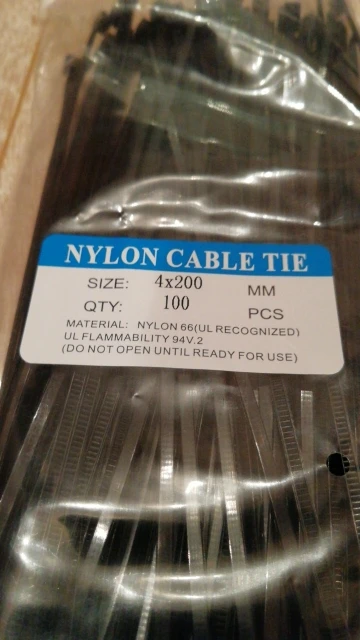 NYLON CABLE TIE
SIZE: 4x200 MM
QTY: 100 PCS
MATERIAL: NYLON 66(UL RECOGNIZED)
UL FLAMMABILITY 94V.2
(DO NOT OPEN UNTIL READY FOR USE)